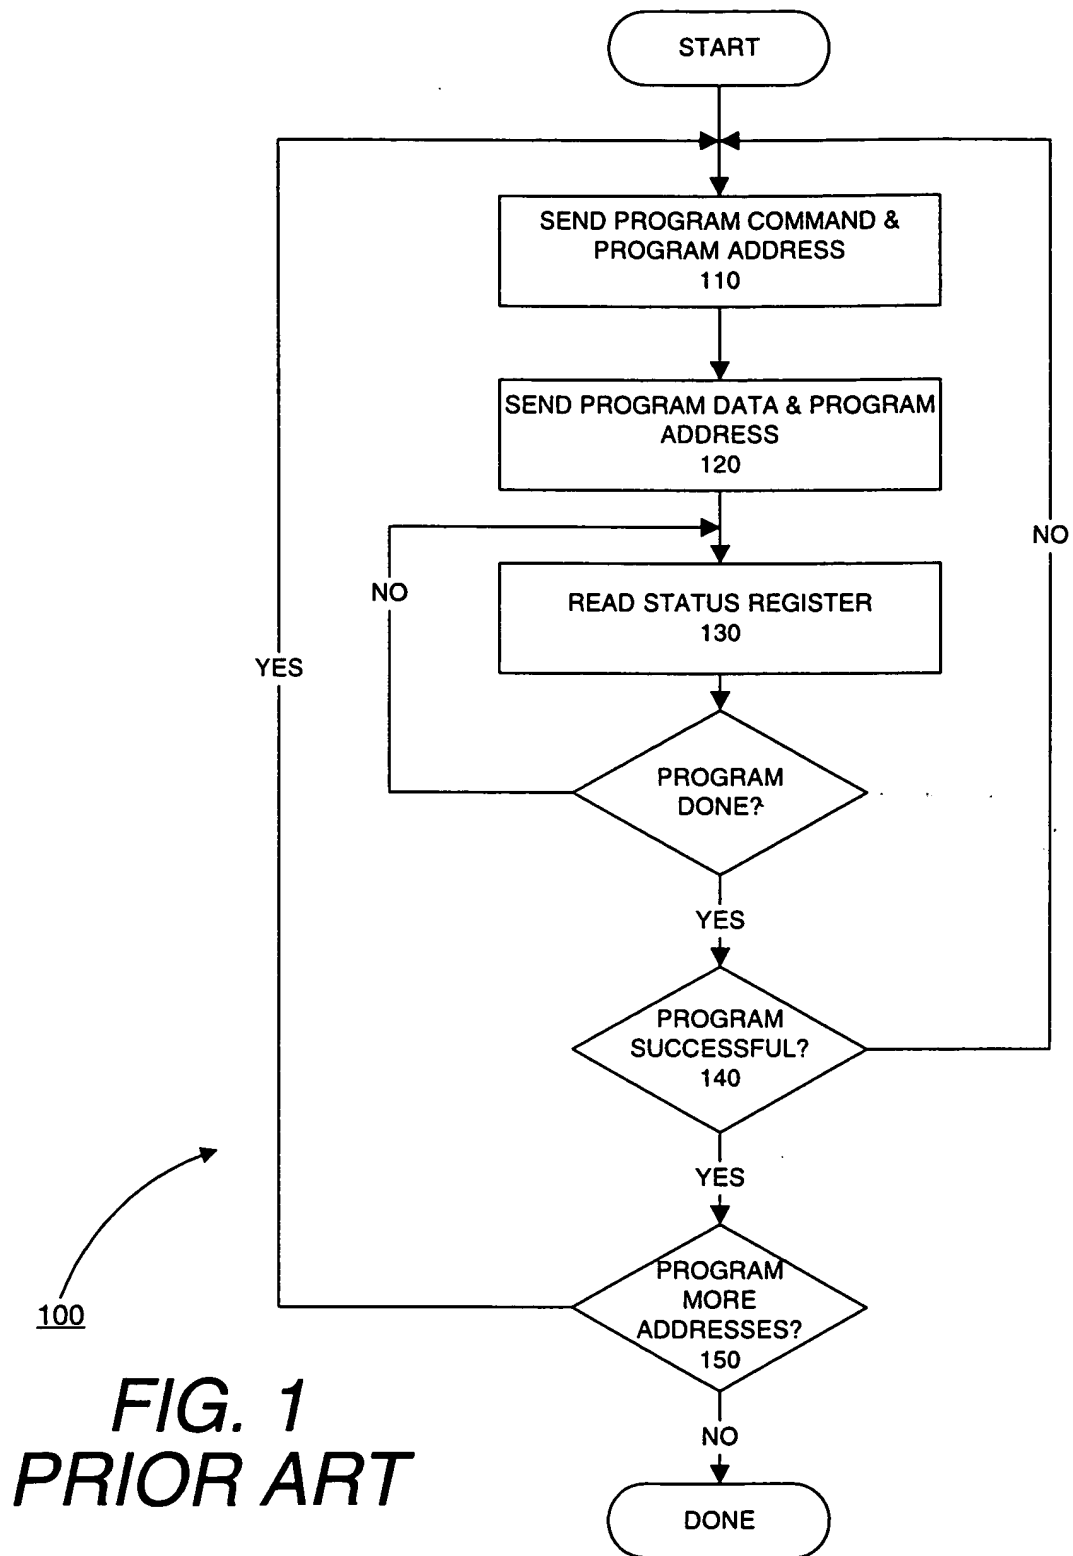 START
SEND PROGRAM COMMAND &
PROGRAM ADDRESS
110
SEND PROGRAM DATA & PROGRAM
ADDRESS
120
NO
NO
READ STATUS REGISTER
130
YES
PROGRAM
DONE?
YES
PROGRAM
SUCCESSFUL?
140
YES
PROGRAM
MORE
ADDRESSES?
150
100
NO
DONE
FIG. 1
PRIOR ART